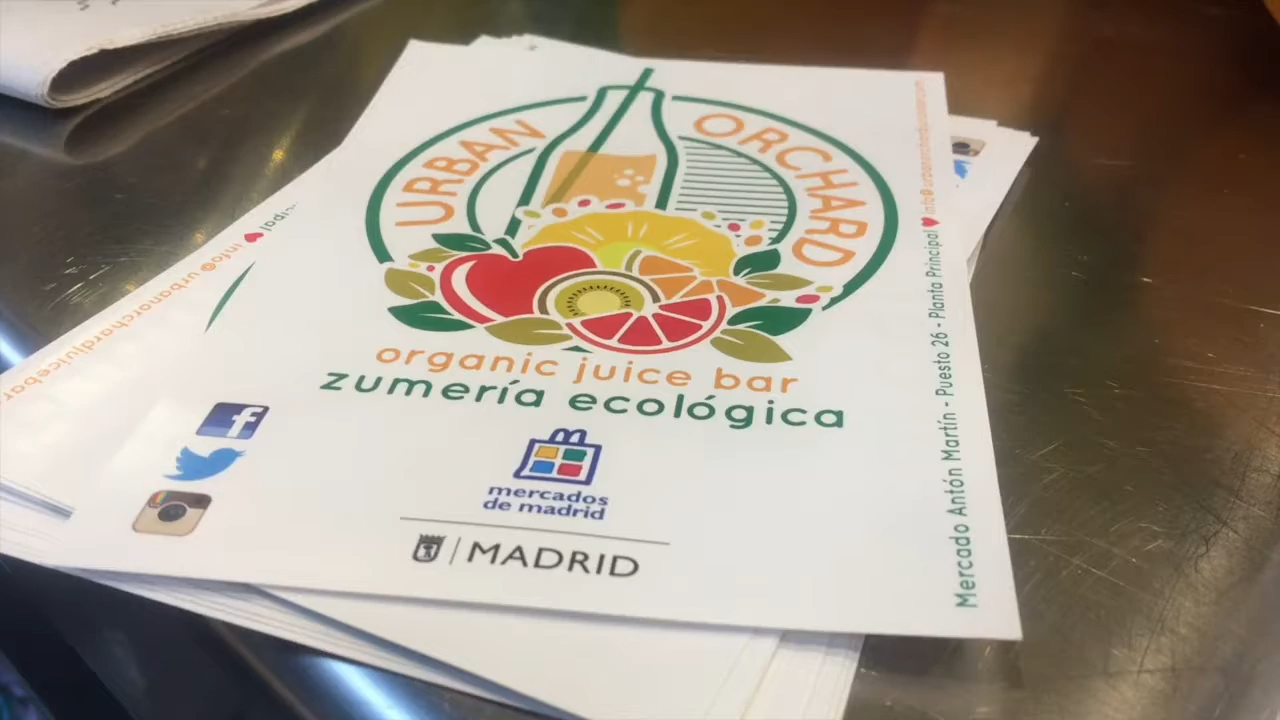 URBAN ORCHARD
organic juice bar
zumería ecológica
mercados
de madrid
MADRID
Mercado Antón Martín - Puesto 26 - Planta Principal
info@urbanorchardjuicebar